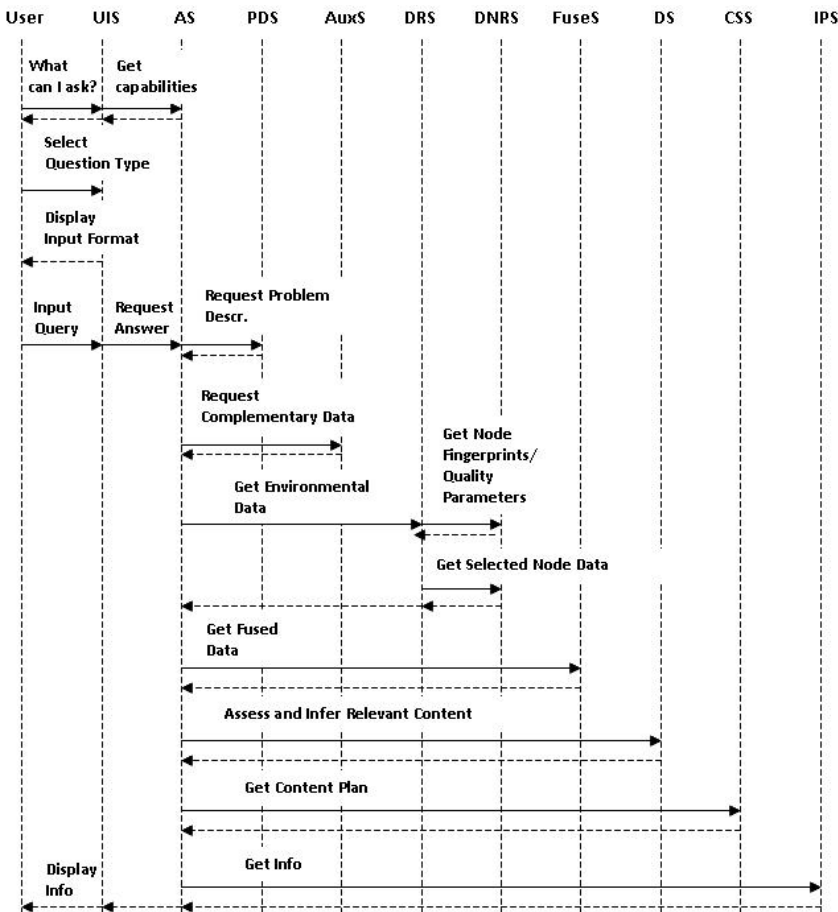 User UIS AS PDS AuxS DRS DNRS FuseS DS CSS IPS
What
can I ask?
Get
capabilities
Select
Question Type
Display
Input Format
Input
Query
Request
Answer
Request Problem
Descr.
Request
Complementary Data
Get Node
Fingerprints/
Quality
Parameters
Get Environmental
Data
Get Selected Node Data
Get Fused
Data
Assess and Infer Relevant Content
Get Content Plan
Get Info
Display
Info